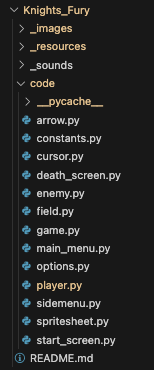 Knights_Fury
_images
_resources
_sounds
code
__pycache__
arrow.py
constants.py
cursor.py
death_screen.py
enemy.py
field.py
game.py
main_menu.py
options.py
player.py
sidemenu.py
spritesheet.py
start_screen.py
README.md